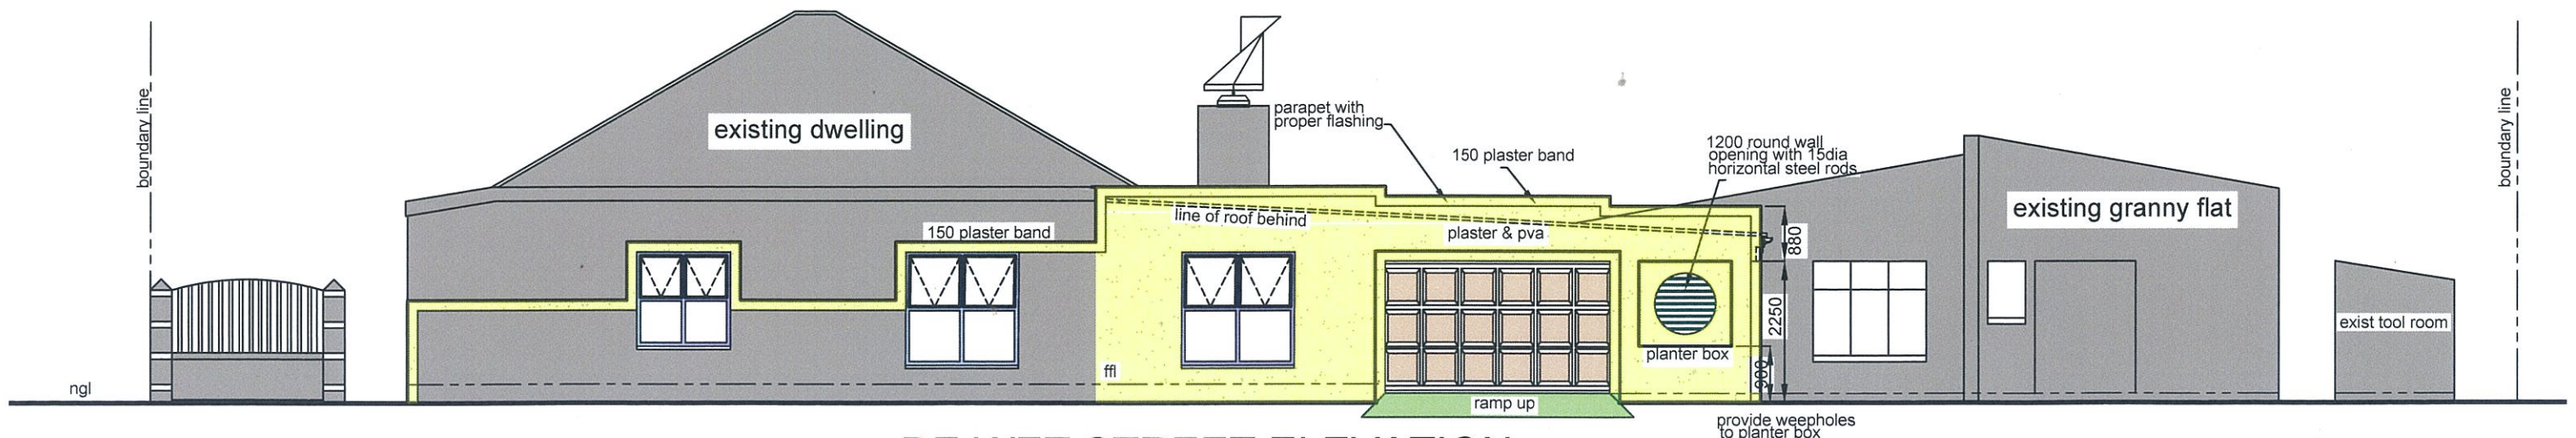 boundary line
existing dwelling
parapet with
proper flashing
150 plaster band
1200 round wall
opening with 15dia
horizontal steel rods
boundary line
existing granny flat
line of roof behind
150 plaster band
plaster & pva
880
2250
exist tool room
planter box
900
ffl
ngl
ramp up
provide weepholes
to planter box